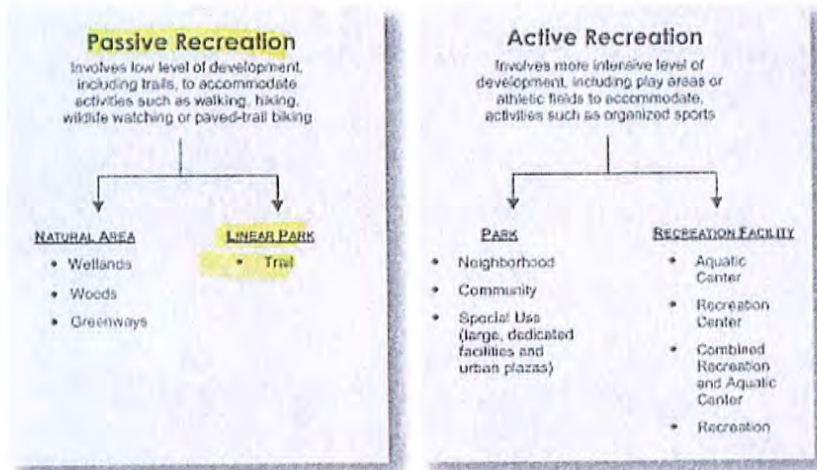 Passive Recreation
Involves low level of development,
including trails, to accommodate
activities such as walking, hiking,
wildlife watching or paved-trail biking
NATURAL AREA
• Wetlands
• Woods
• Greenways
LINEAR PARK
• Trail
Active Recreation
Involves more intensive level of
development, including play areas or
athletic fields to accommodate,
activities such as organized sports
PARK
• Neighborhood
• Community
• Special Use
(large, dedicated
facilities and
urban plazas)
RECREATION FACILITY
• Aquatic
Center
• Recreation
Center
• Combined
Recreation
and Aquatic
Center
• Recreation